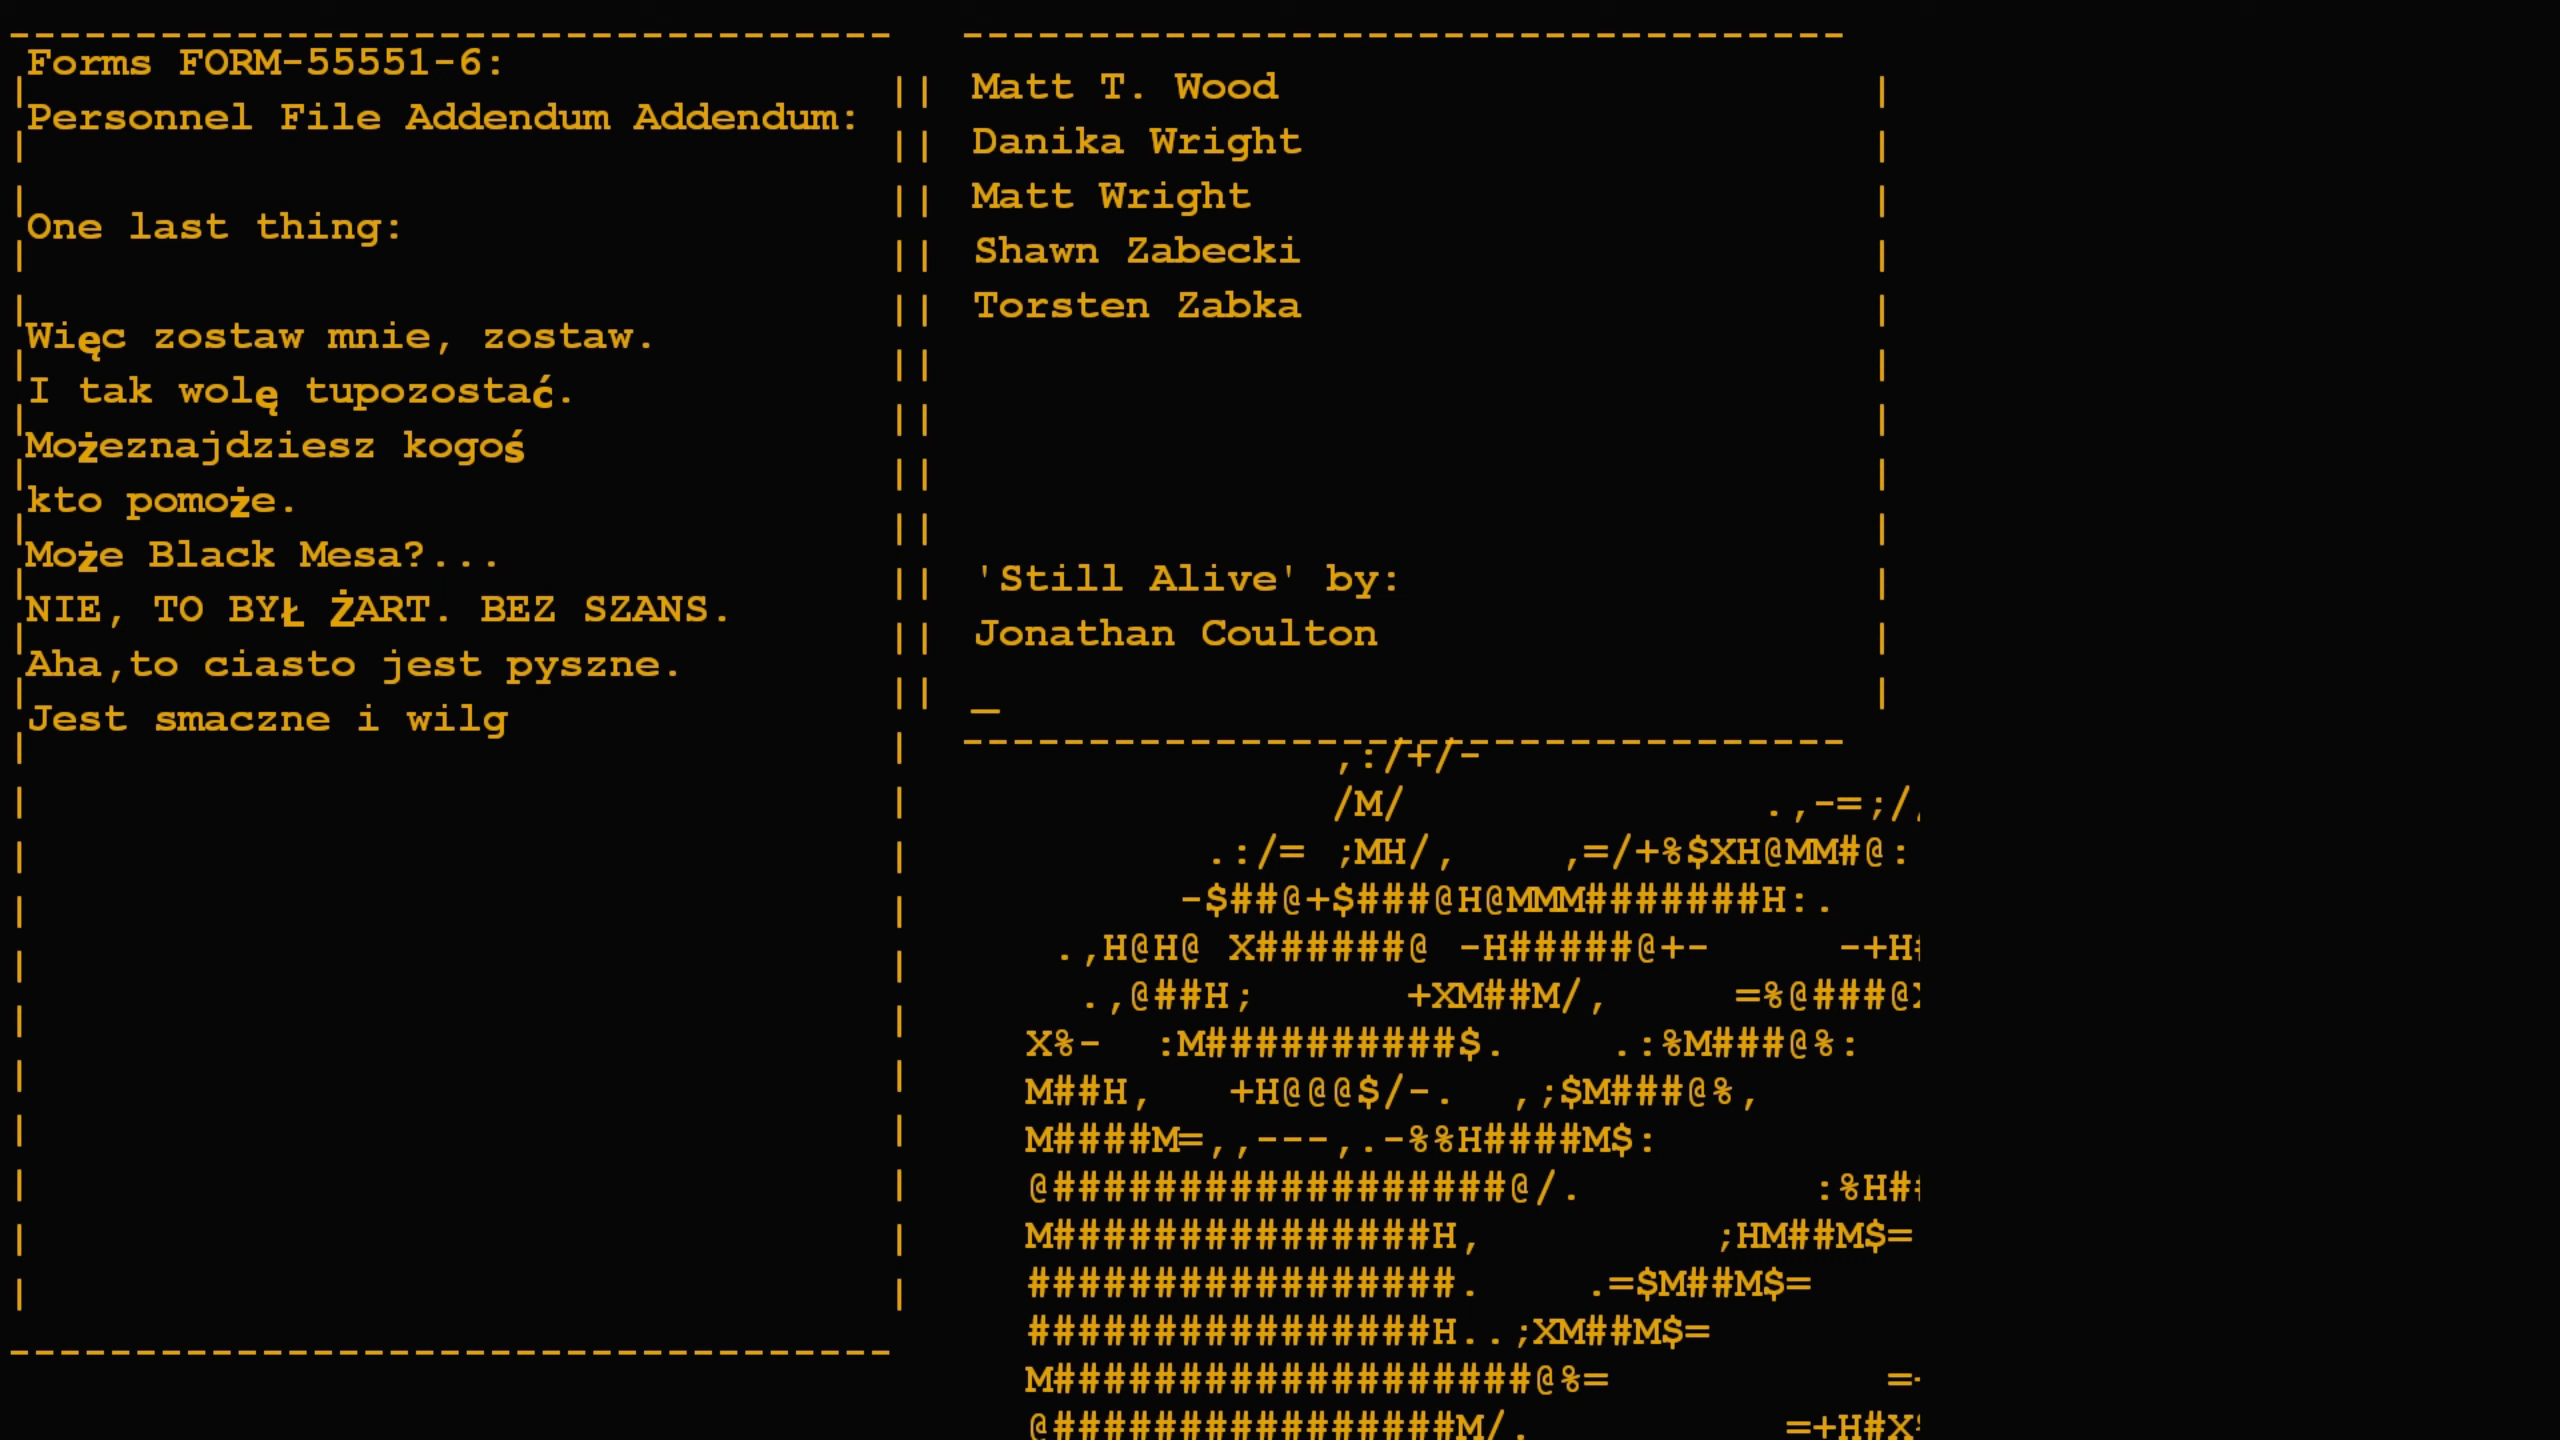 Forms FORM-55551-6:
Personnel File Addendum Addendum:
One last thing:
Więc zostaw mnie, zostaw.
I tak wolę tupozostać.
Możeznajdziesz kogoś
kto pomoże.
Może Black Mesa?...
NIE, TO BYŁ ŻART. BEZ SZANS.
Aha,to ciasto jest pyszne.
Jest smaczne i wilg
Matt T. Wood
Danika Wright
Matt Wright
Shawn Zabecki
Torsten Zabka
'Still Alive' by:
Jonathan Coulton